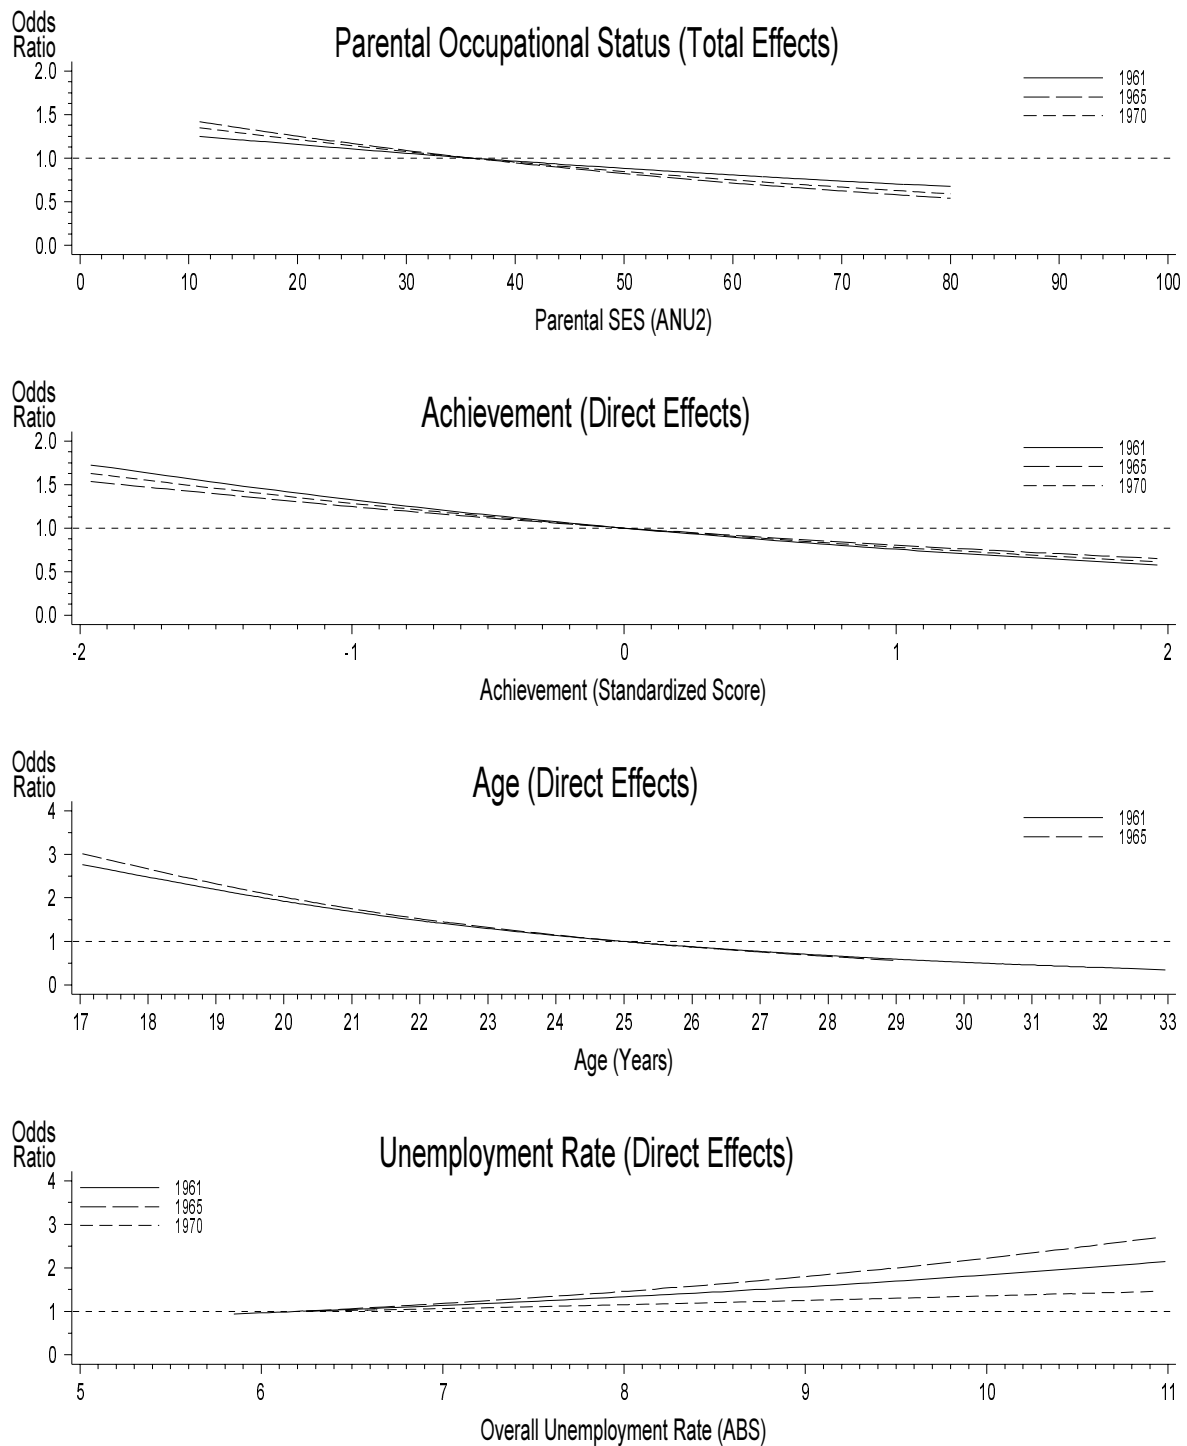 Odds
Ratio
Parental Occupational Status (Total Effects)
2.0
1.5
1.0
0.5
0.0
1961
1965
1970
0 10 20 30 40 50 60 70 80 90 100
Parental SES (ANU2)
Odds
Ratio
Achievement (Direct Effects)
2.0
1.5
1.0
0.5
0.0
1961
1965
1970
-2 -1 0 1 2
Achievement (Standardized Score)
Odds
Ratio
Age (Direct Effects)
4
3
2
1
0
1961
1965
17 18 19 20 21 22 23 24 25 26 27 28 29 30 31 32 33
Age (Years)
Odds
Ratio
Unemployment Rate (Direct Effects)
4
3
2
1
0
1961
1965
1970
5 6 7 8 9 10 11
Overall Unemployment Rate (ABS)